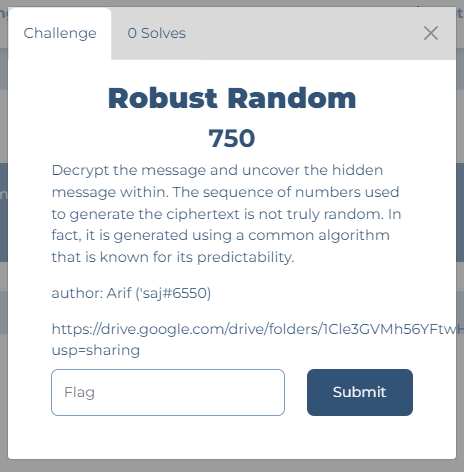 Challenge
0 Solves
Robust Random
750
Decrypt the message and uncover the hidden
message within. The sequence of numbers used
to generate the ciphertext is not truly random. In
fact, it is generated using a common algorithm
that is known for its predictability.
author: Arif ('saj#6550)
https://drive.google.com/drive/folders/1Cle3GVMh56YFtwH
usp=sharing
Flag
Submit